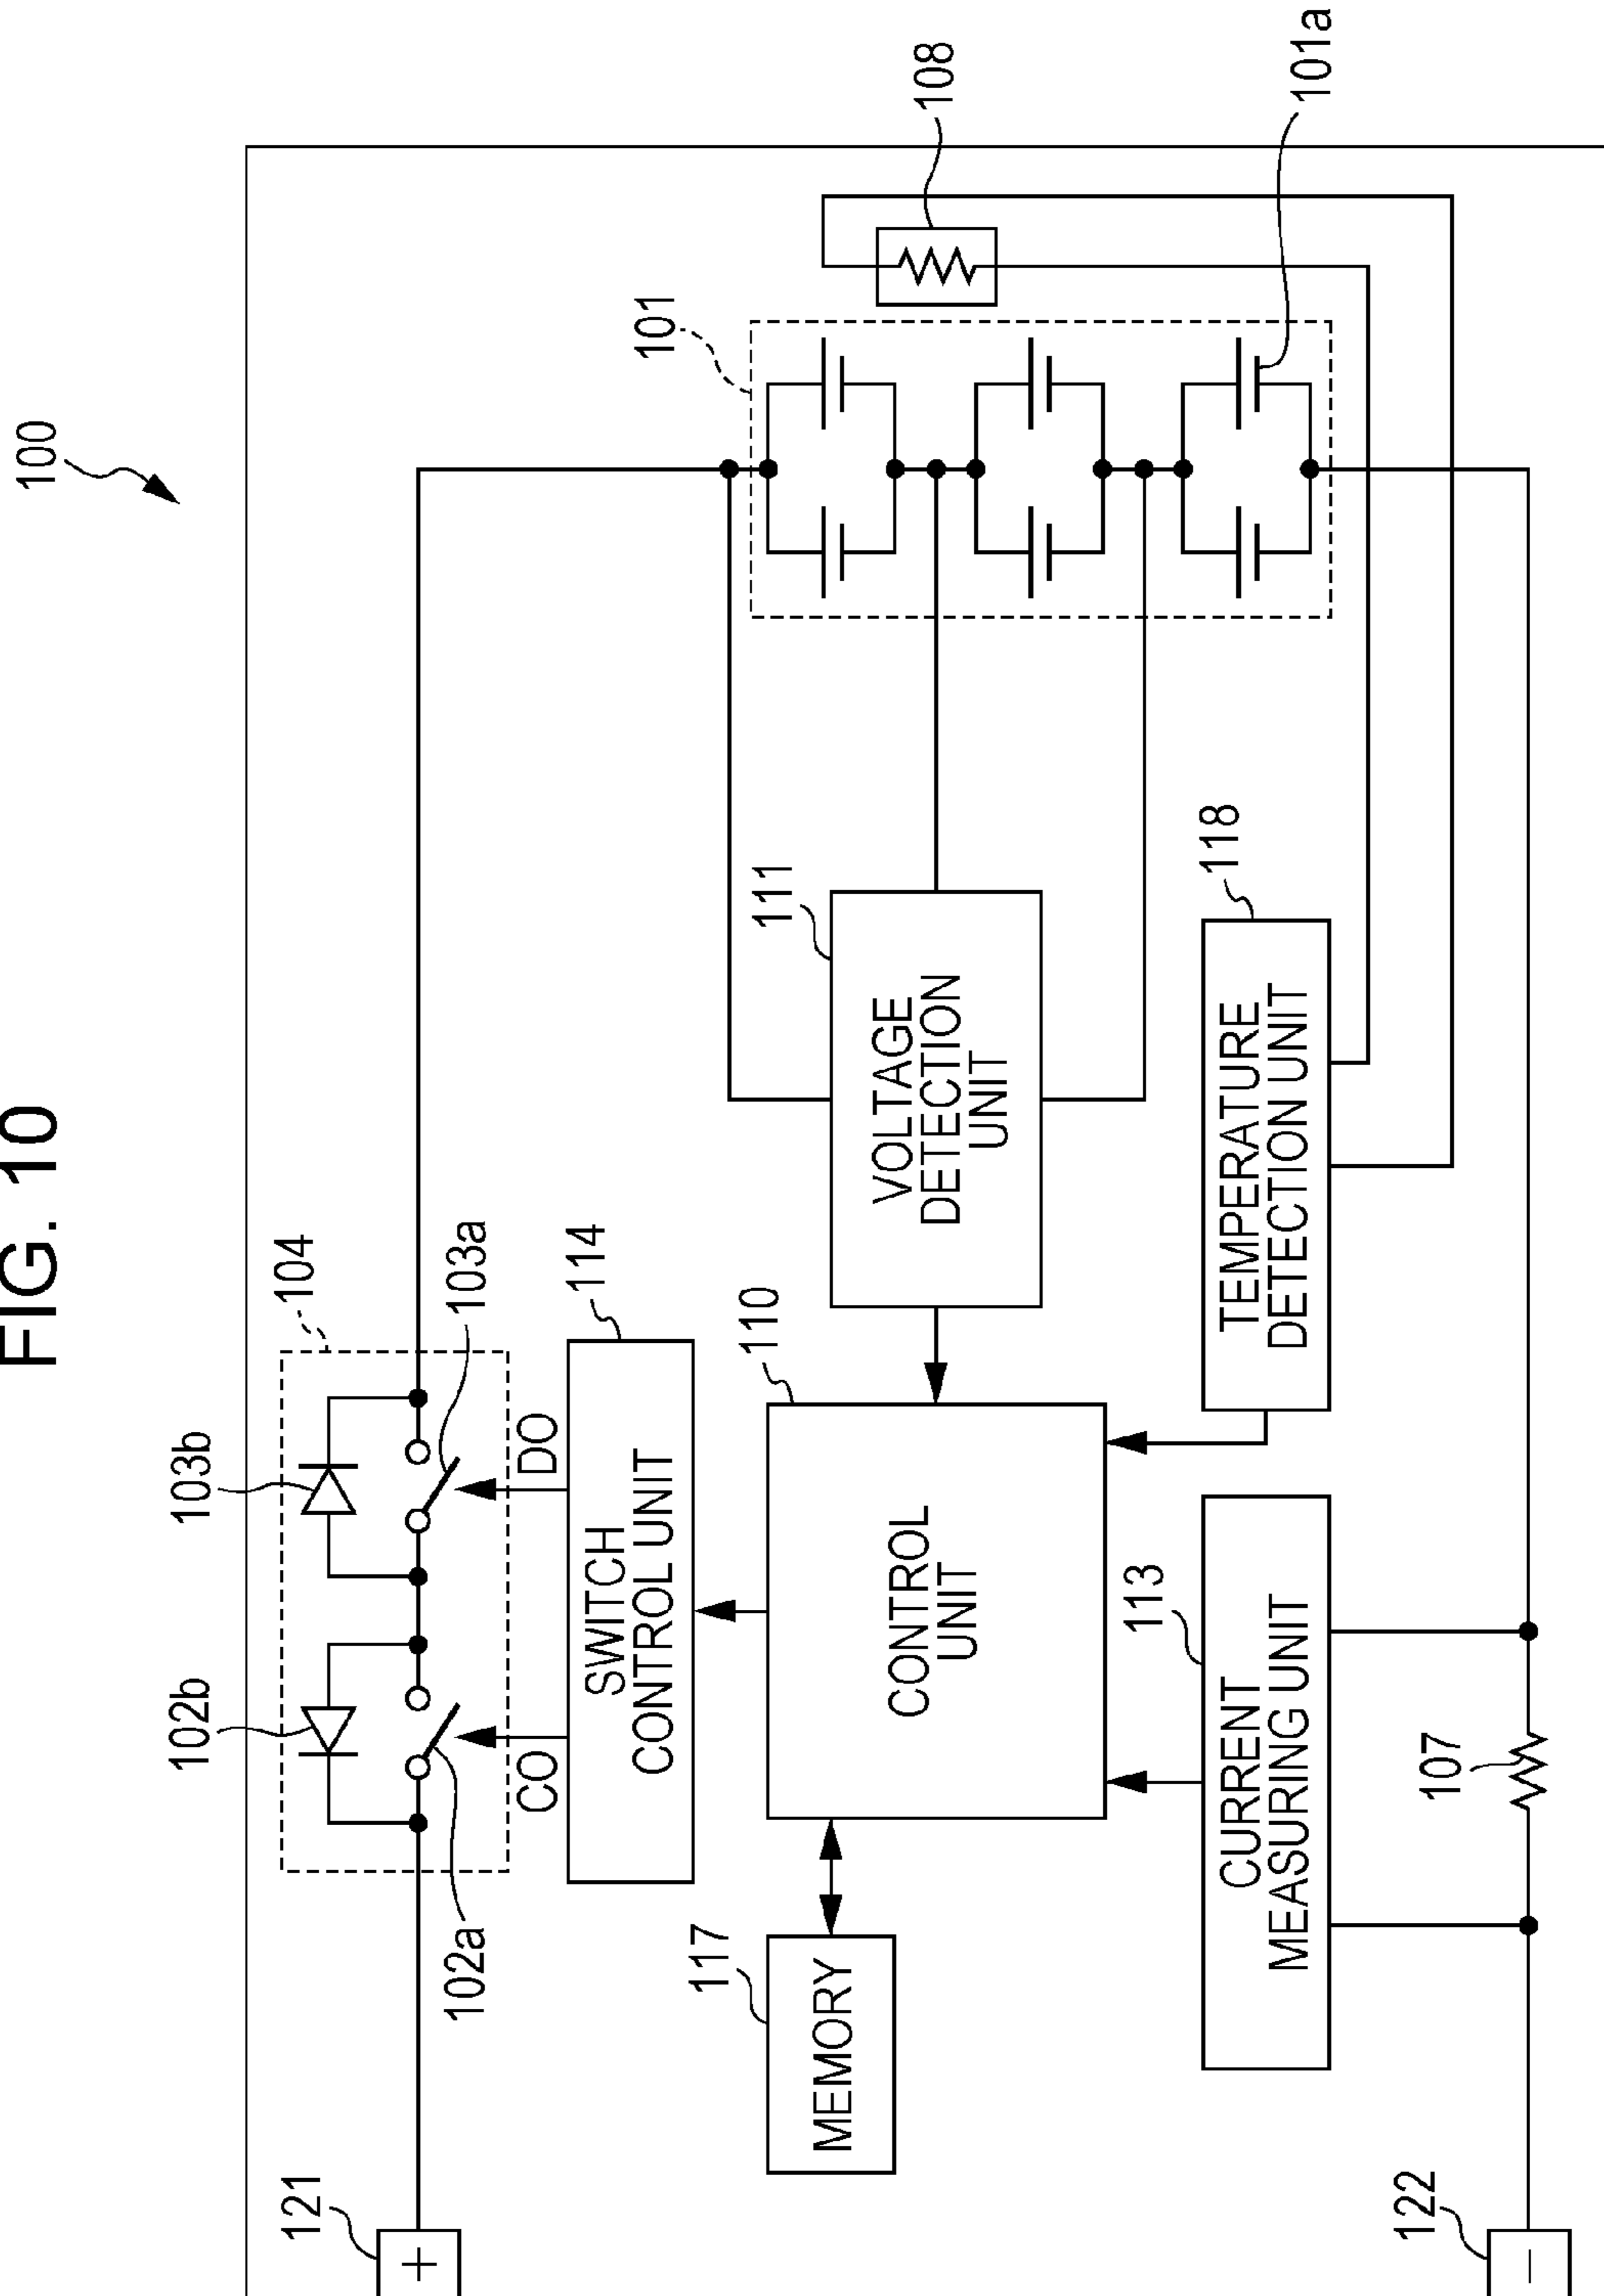 FIG. 10
100
121
102b
103b
104
102a
103a
CO
DO
114
SWITCH
CONTROL UNIT
101
108
101a
117
MEMORY
110
CONTROL
UNIT
111
VOLTAGE
DETECTION
UNIT
113
CURRENT
MEASURING UNIT
118
TEMPERATURE
DETECTION UNIT
107
122
+
−